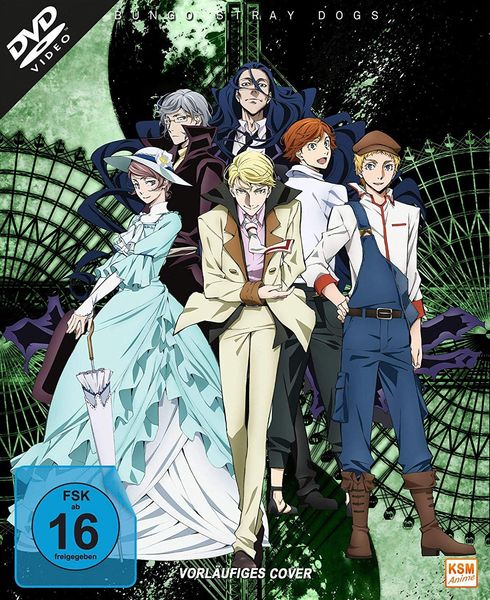 BUNGO STRAY DOGS
DVD
VIDEO
FSK
ab
16
freigegeben
VORLÄUFIGES COVER
KSM
Anime